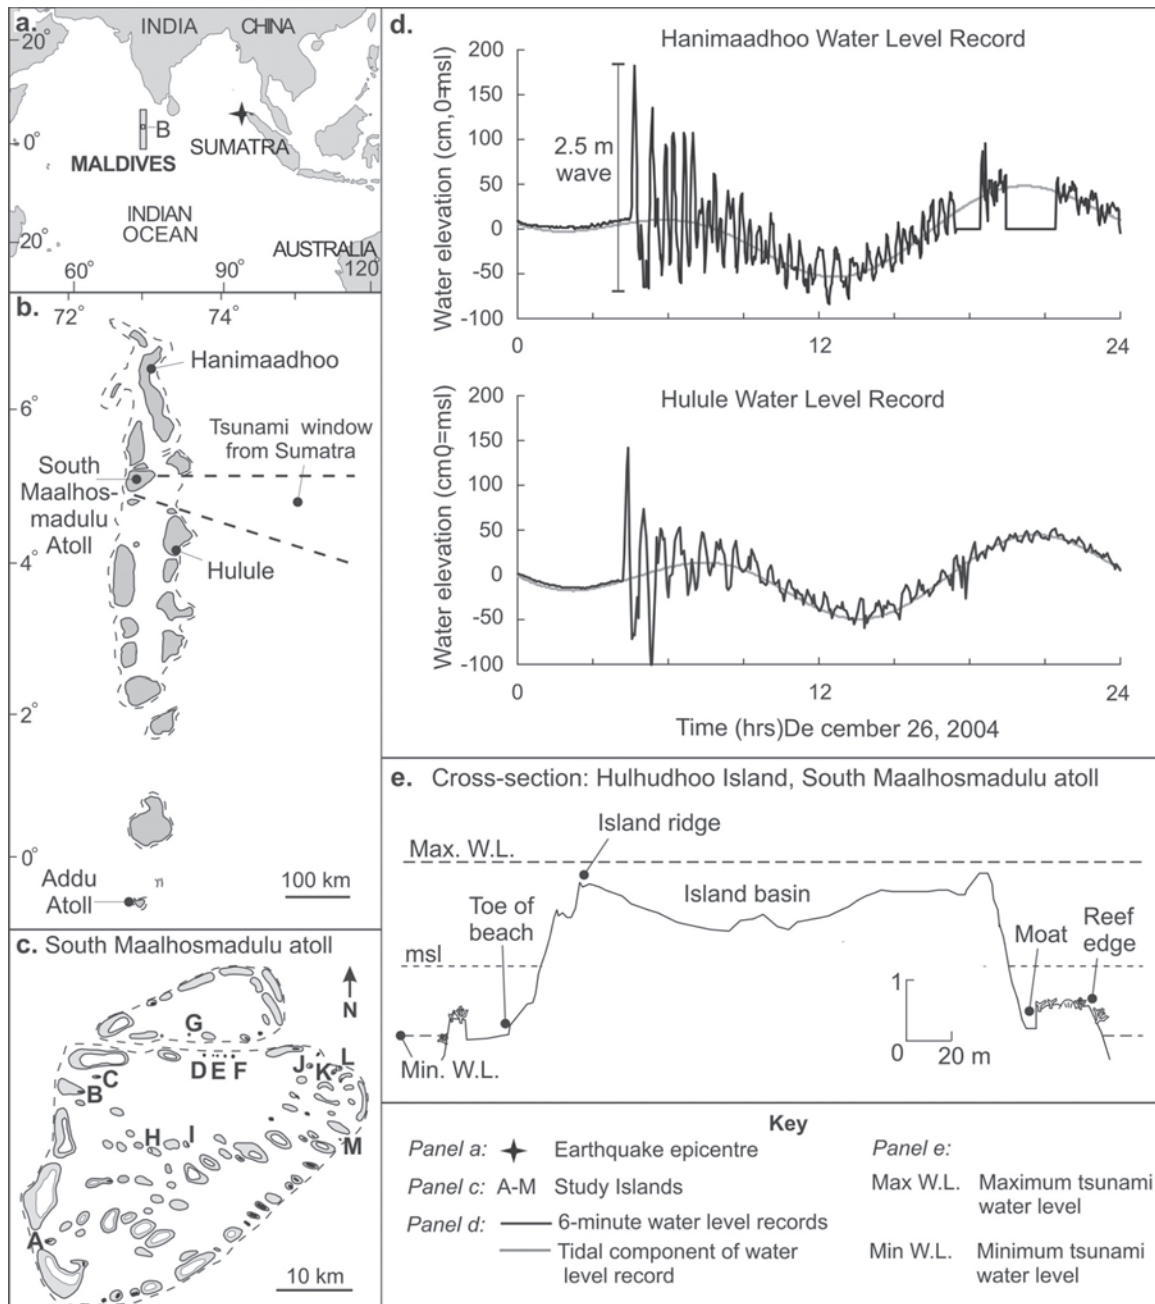 a.
INDIA
CHINA
20°
B
0°
SUMATRA
MALDIVES
INDIAN
OCEAN
AUSTRALIA
20°
60°
90°
120°
b.
72°
74°
Hanimaadhoo
6°
Tsunami window
from Sumatra
South
Maalhos-
madulu
Atoll
4°
Hulule
2°
0°
Addu
Atoll
100 km
c. South Maalhosmadulu atoll
N
G
D E F
J
K
L
C
B
H
I
M
A
10 km
d.
Hanimaadhoo Water Level Record
Water elevation (cm,0=msl)
200
150
100
50
0
-50
-100
2.5 m
wave
0
12
24
Hulule Water Level Record
Water elevation (cm0=msl)
200
150
100
50
0
-50
-100
0
12
24
Time (hrs)De cember 26, 2004
e. Cross-section: Hulhudhoo Island, South Maalhosmadulu atoll
Island ridge
Max. W.L.
Island basin
Toe of
beach
Reef
edge
Moat
msl
1
0
20 m
Min. W.L.
Key
Panel a:
Earthquake epicentre
Panel c: A-M Study Islands
Panel d:
6-minute water level records
Tidal component of water
level record
Panel e:
Max W.L. Maximum tsunami
water level
Min W.L. Minimum tsunami
water level